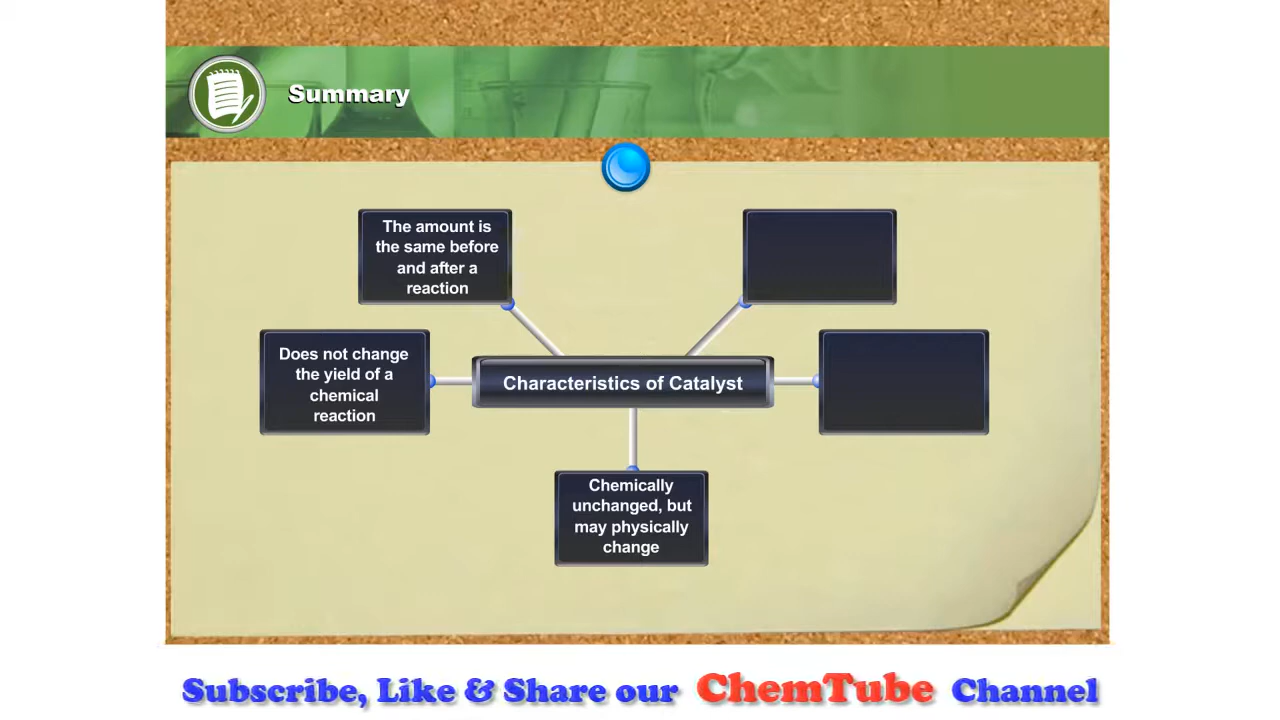 Summary
The amount is
the same before
and after a
reaction
Does not change
the yield of a
chemical
reaction
Characteristics of Catalyst
Chemically
unchanged, but
may physically
change
Subscribe, Like & Share our ChemTube Channel